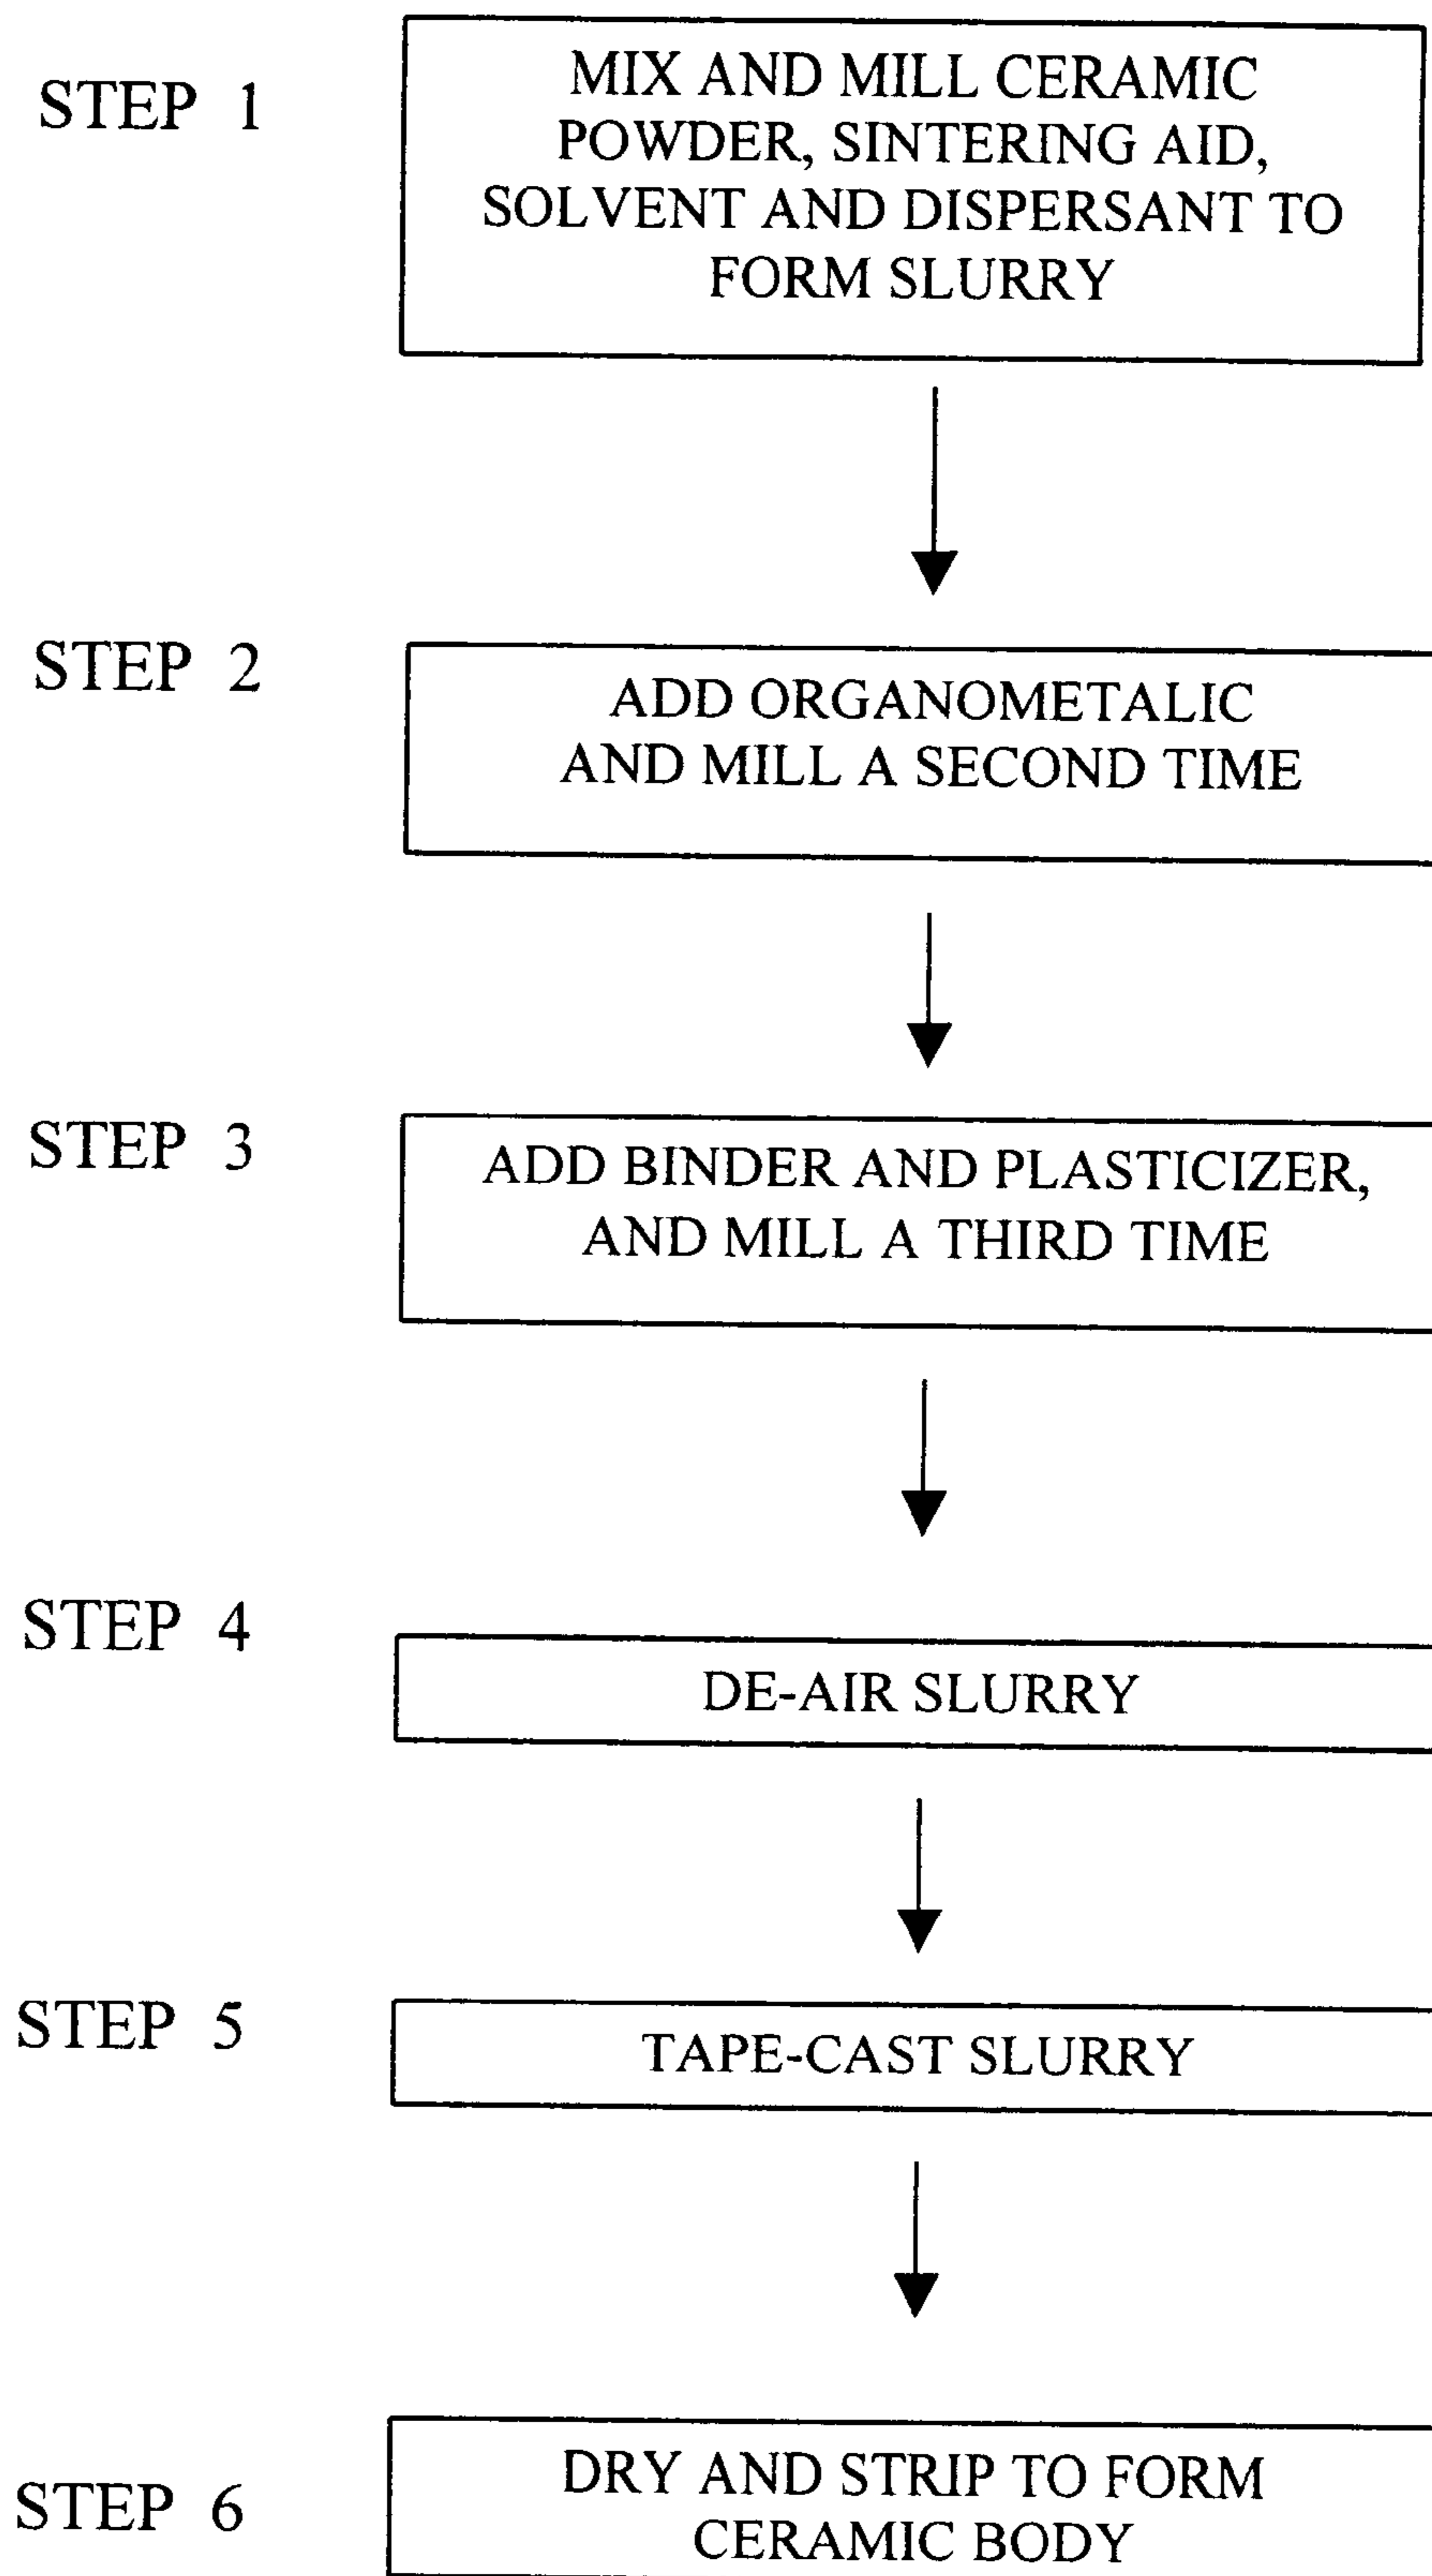 STEP 1
MIX AND MILL CERAMIC
POWDER, SINTERING AID,
SOLVENT AND DISPERSANT TO
FORM SLURRY
STEP 2
ADD ORGANOMETALIC
AND MILL A SECOND TIME
STEP 3
ADD BINDER AND PLASTICIZER,
AND MILL A THIRD TIME
STEP 4
DE-AIR SLURRY
STEP 5
TAPE-CAST SLURRY
STEP 6
DRY AND STRIP TO FORM
CERAMIC BODY